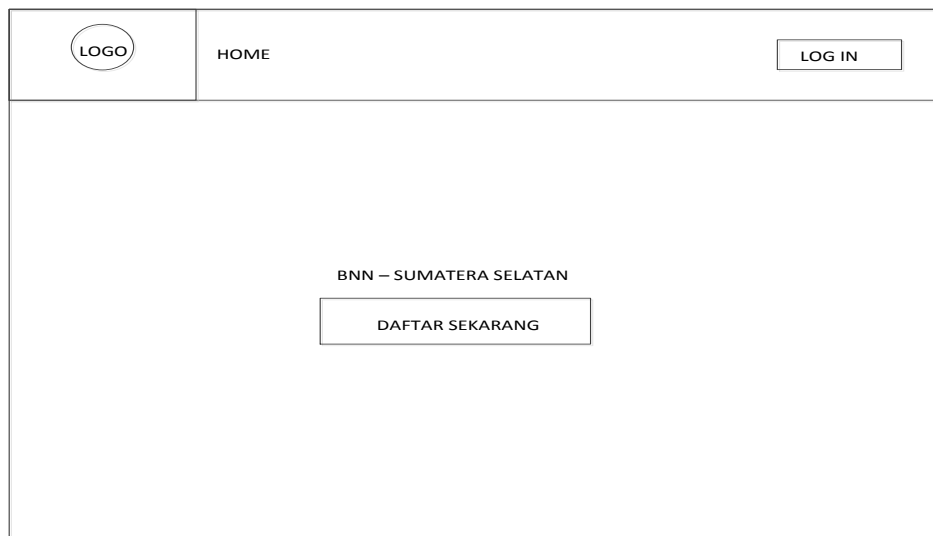 LOGO
HOME
LOG IN
BNN – SUMATERA SELATAN
DAFTAR SEKARANG